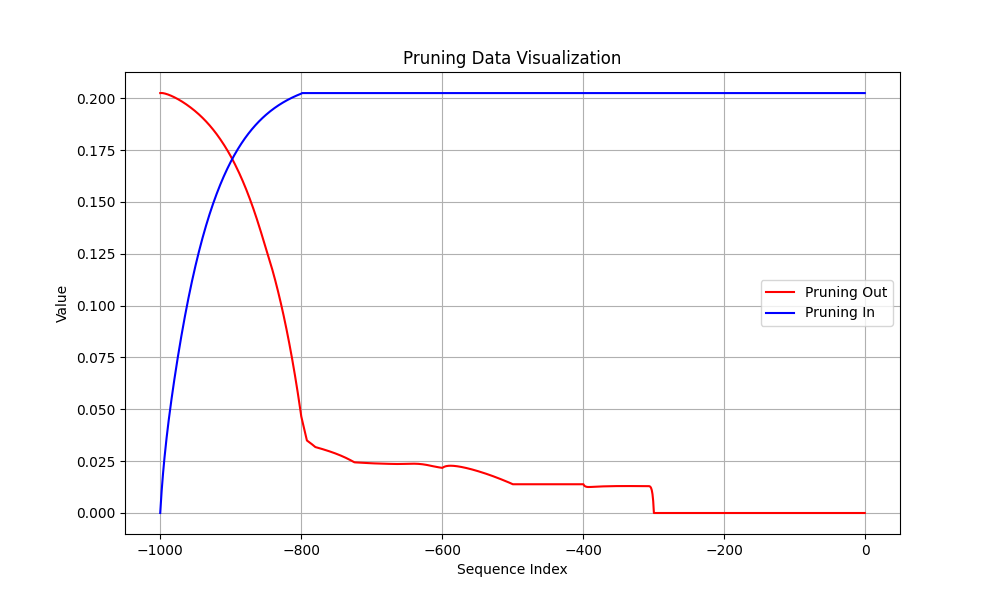 Pruning Data Visualization
0.200
0.175
0.150
0.125
0.100
0.075
0.050
0.025
0.000
Value
Pruning Out
Pruning In
−1000 −800 −600 −400 −200 0
Sequence Index